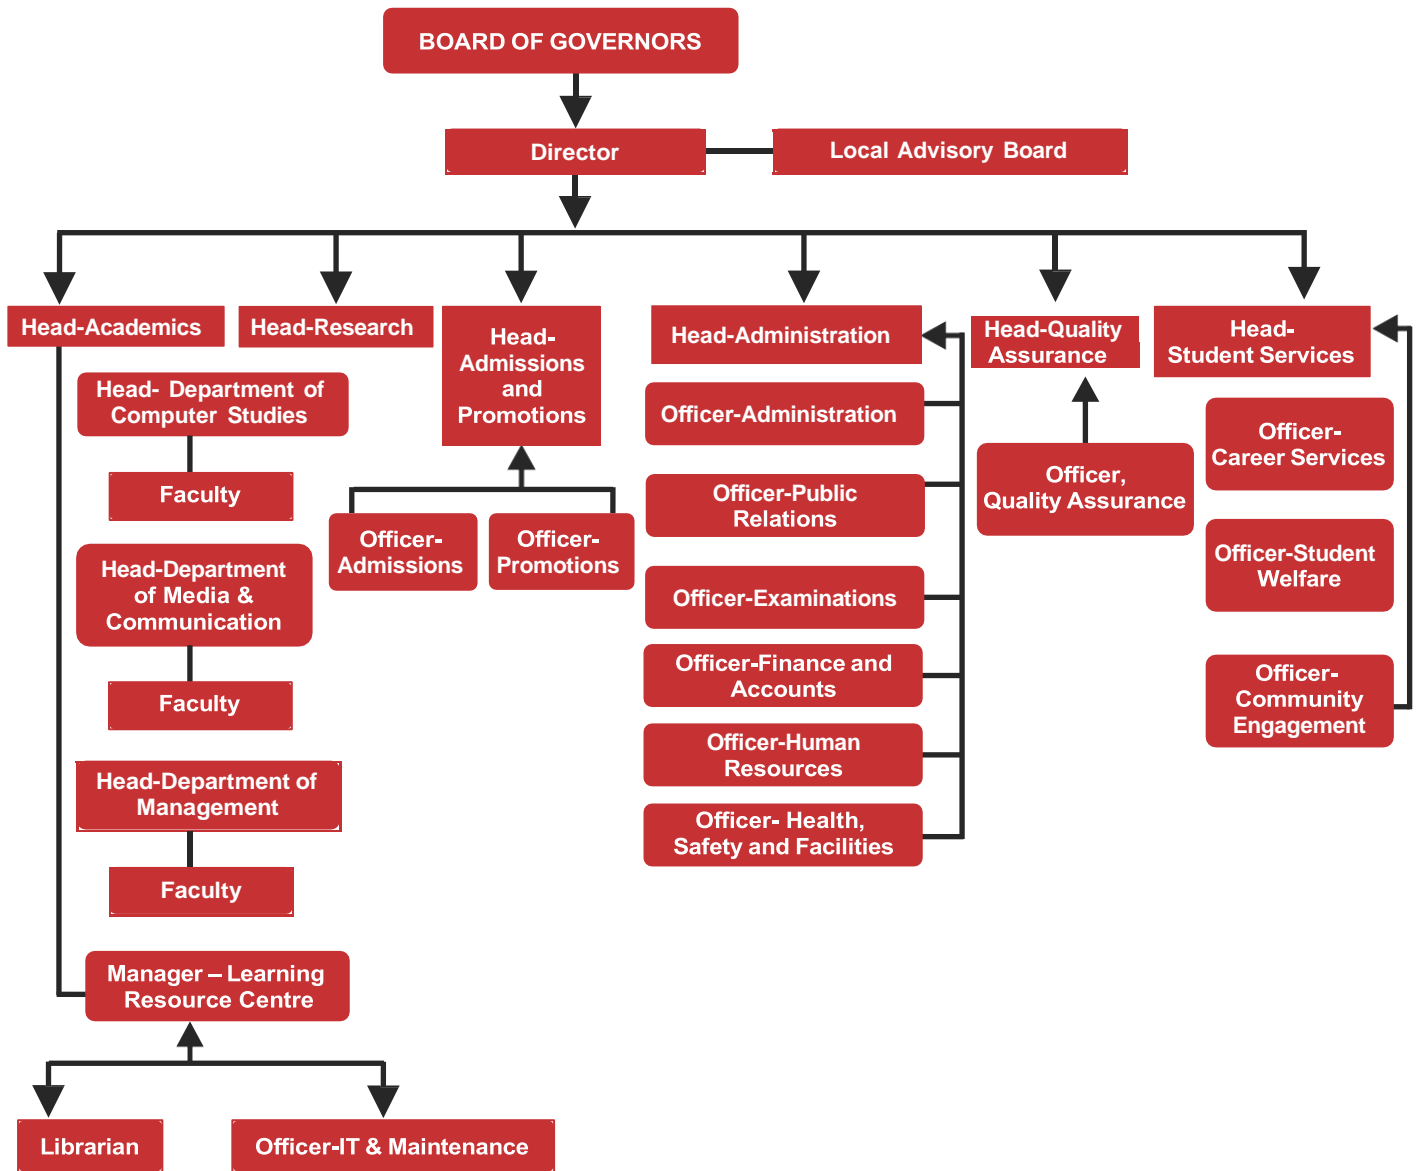 BOARD OF GOVERNORS
Director
Local Advisory Board
Head-Academics
Head-Research
Head-
Admissions
and
Promotions
Head-Administration
Head-Quality
Assurance
Head-
Student Services
Head- Department of
Computer Studies
Faculty
Head-Department
of Media &
Communication
Faculty
Head-Department of
Management
Faculty
Manager – Learning
Resource Centre
Librarian
Officer-IT & Maintenance
Officer-
Admissions
Officer-
Promotions
Officer-Administration
Officer-Public
Relations
Officer-Examinations
Officer-Finance and
Accounts
Officer-Human
Resources
Officer- Health,
Safety and Facilities
Officer,
Quality Assurance
Officer-
Career Services
Officer-Student
Welfare
Officer-
Community
Engagement